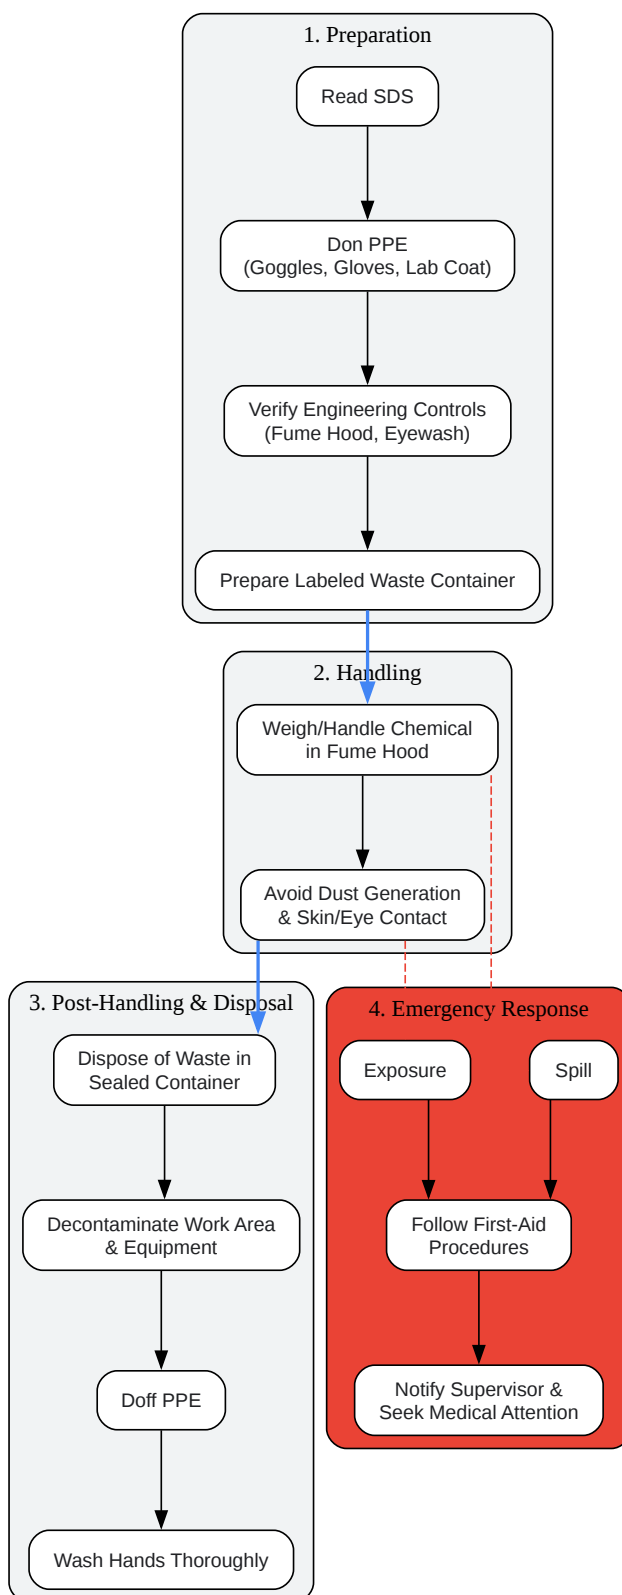 1. Preparation
Read SDS
Don PPE
(Goggles, Gloves, Lab Coat)
Verify Engineering Controls
(Fume Hood, Eyewash)
Prepare Labeled Waste Container
2. Handling
Weigh/Handle Chemical
in Fume Hood
Avoid Dust Generation
& Skin/Eye Contact
3. Post-Handling & Disposal
Dispose of Waste in
Sealed Container
Decontaminate Work Area
& Equipment
Doff PPE
Wash Hands Thoroughly
4. Emergency Response
Exposure
Spill
Follow First-Aid
Procedures
Notify Supervisor &
Seek Medical Attention